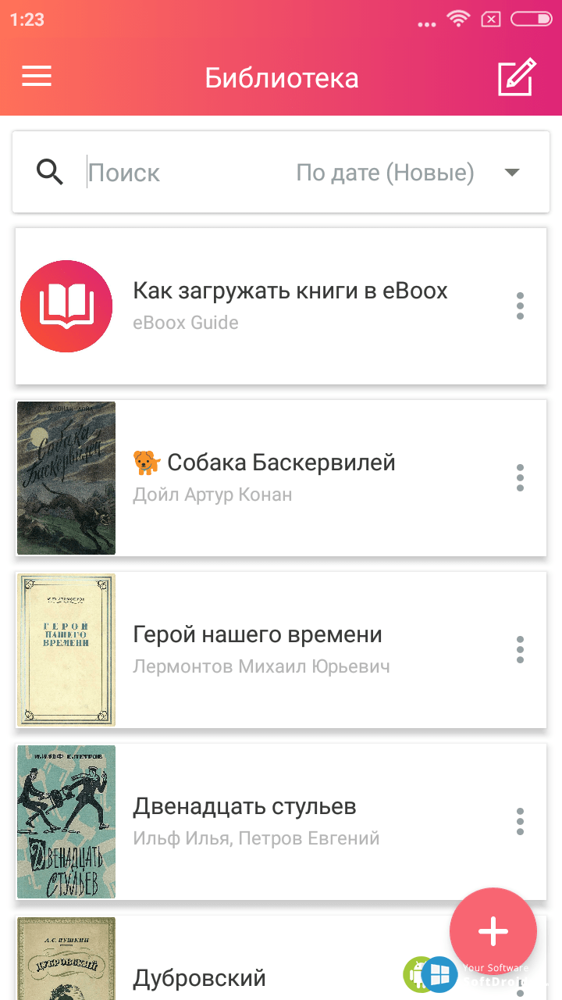 1:23
Библиотека
Поиск По дате (Новые)
Как загружать книги в eBoox
eBoox Guide
А. КОНАН ДОЙЛ
Собака
Баскервилей
Собака Баскервилей
Дойл Артур Конан
М. Ю. ЛЕРМОНТОВ
ГЕРОЙ
НАШЕГО
ВРЕМЕНИ
Герой нашего времени
Лермонтов Михаил Юрьевич
И. ИЛЬФ Е. ПЕТРОВ
ДВЕНАДЦАТЬ
СТУЛЬЕВ
Двенадцать стульев
Ильф Илья, Петров Евгений
А. С. ПУШКИН
ДУБРОВСКИЙ
Дубровский
Your Software